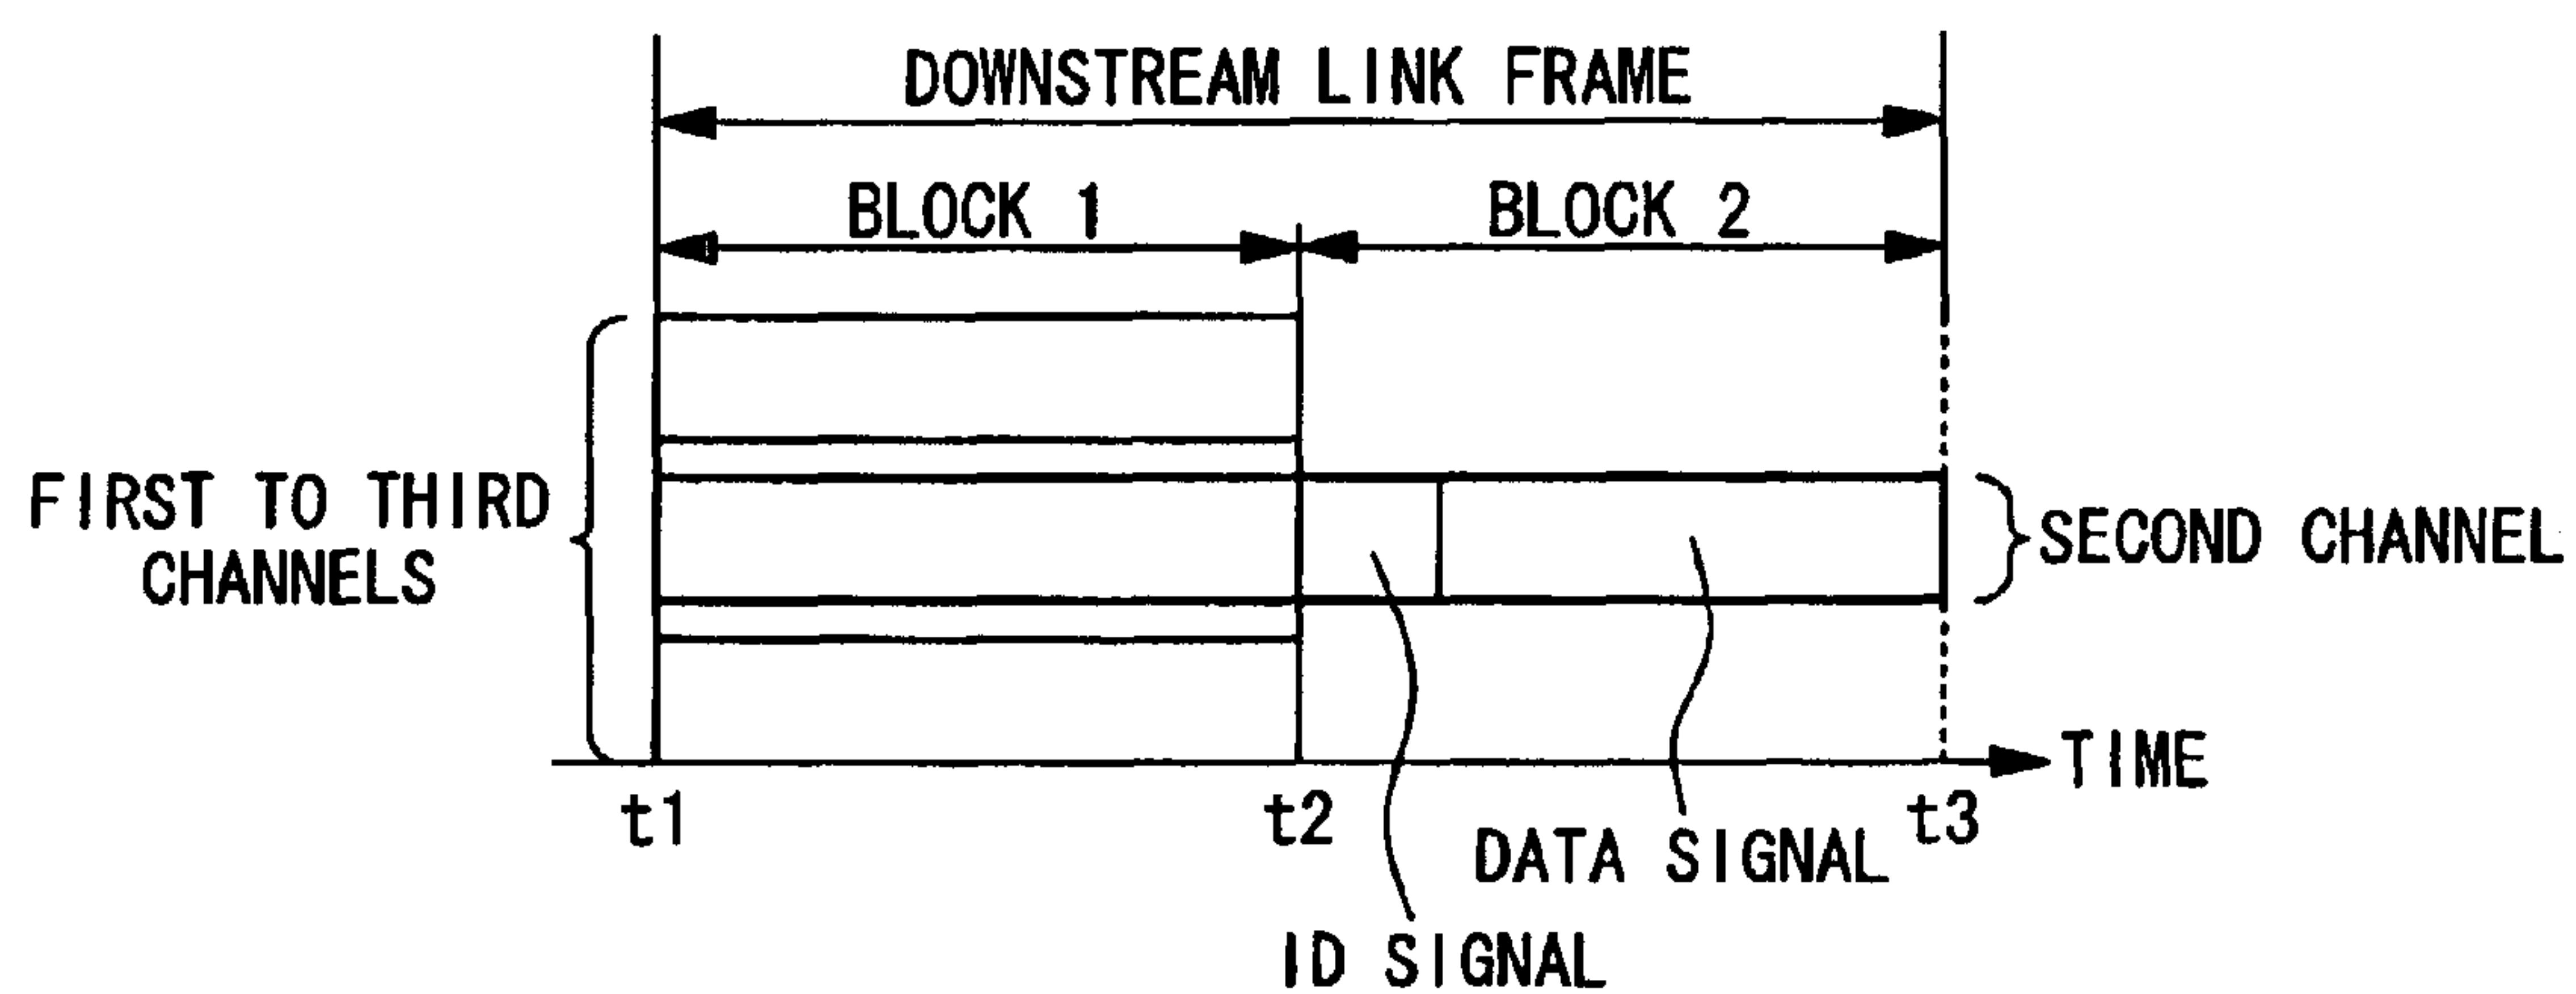 DOWNSTREAM LINK FRAME
BLOCK 1
BLOCK 2
FIRST TO THIRD
CHANNELS
SECOND CHANNEL
TIME
t1
t2
t3
DATA SIGNAL
ID SIGNAL